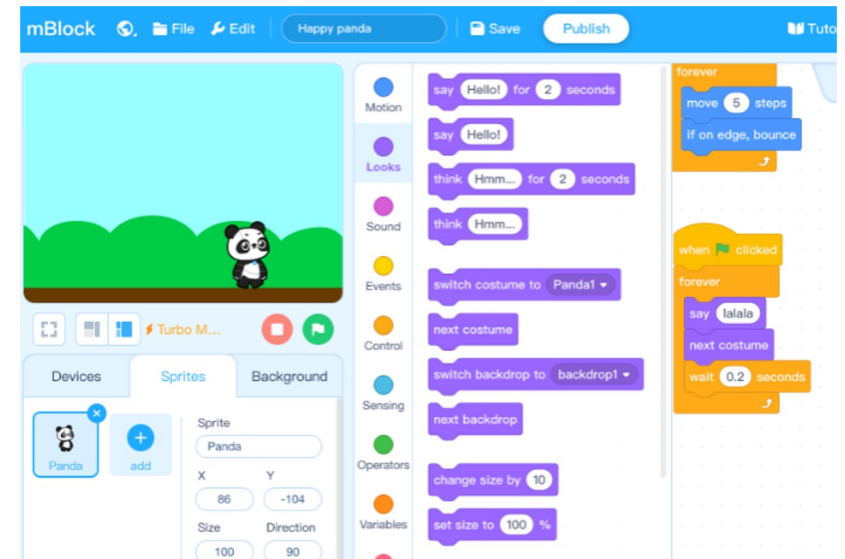 mBlock File Edit Happy panda Save Publish Tuto
Motion
Looks
Sound
Events
Control
Sensing
Operators
Variables
say Hello! for 2 seconds
say Hello!
think Hmm... for 2 seconds
think Hmm...
switch costume to Panda1
next costume
switch backdrop to backdrop1
next backdrop
change size by 10
set size to 100 %
forever
move 5 steps
if on edge, bounce
when clicked
forever
say lalala
next costume
wait 0.2 seconds
Turbo M...
Devices Sprites Background
Panda
add
Sprite
Panda
X Y
86 -104
Size Direction
100 90